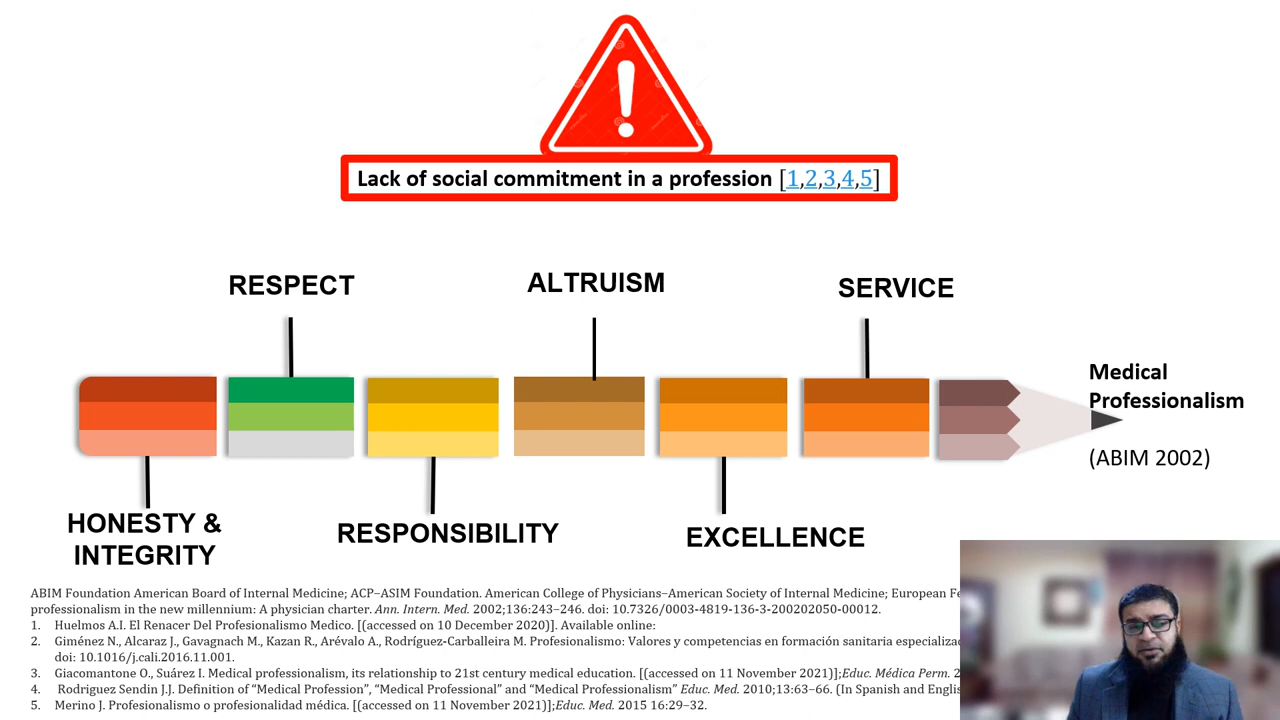 Lack of social commitment in a profession [1,2,3,4,5]
RESPECT
ALTRUISM
SERVICE
Medical
Professionalism
(ABIM 2002)
HONESTY &
INTEGRITY
RESPONSIBILITY
EXCELLENCE
ABIM Foundation American Board of Internal Medicine; ACP–ASIM Foundation. American College of Physicians–American Society of Internal Medicine; European
professionalism in the new millennium: A physician charter. Ann. Intern. Med. 2002;136:243–246. doi: 10.7326/0003-4819-136-3-200202050-00012.
1. Huelmos A.I. El Renacer Del Profesionalismo Medico. [(accessed on 10 December 2020)]. Available online:
2. Giménez N., Alcaraz J., Gavagnach M., Kazan R., Arévalo A., Rodríguez-Carballeira M. Profesionalismo: Valores y competencias en formación sanitaria
doi: 10.1016/j.cali.2016.11.001.
3. Giacomantone O., Suárez I. Medical professionalism, its relationship to 21st century medical education. [(accessed on 11 November 2021)];Educ. Médica Perm.
4. Rodriguez Sendin J.J. Definition of “Medical Profession”, “Medical Professional” and “Medical Professionalism” Educ. Med. 2010;13:63–66. (In Spanish and
5. Merino J. Profesionalismo o profesionalidad médica. [(accessed on 11 November 2021)];Educ. Med. 2015 16:29–32.